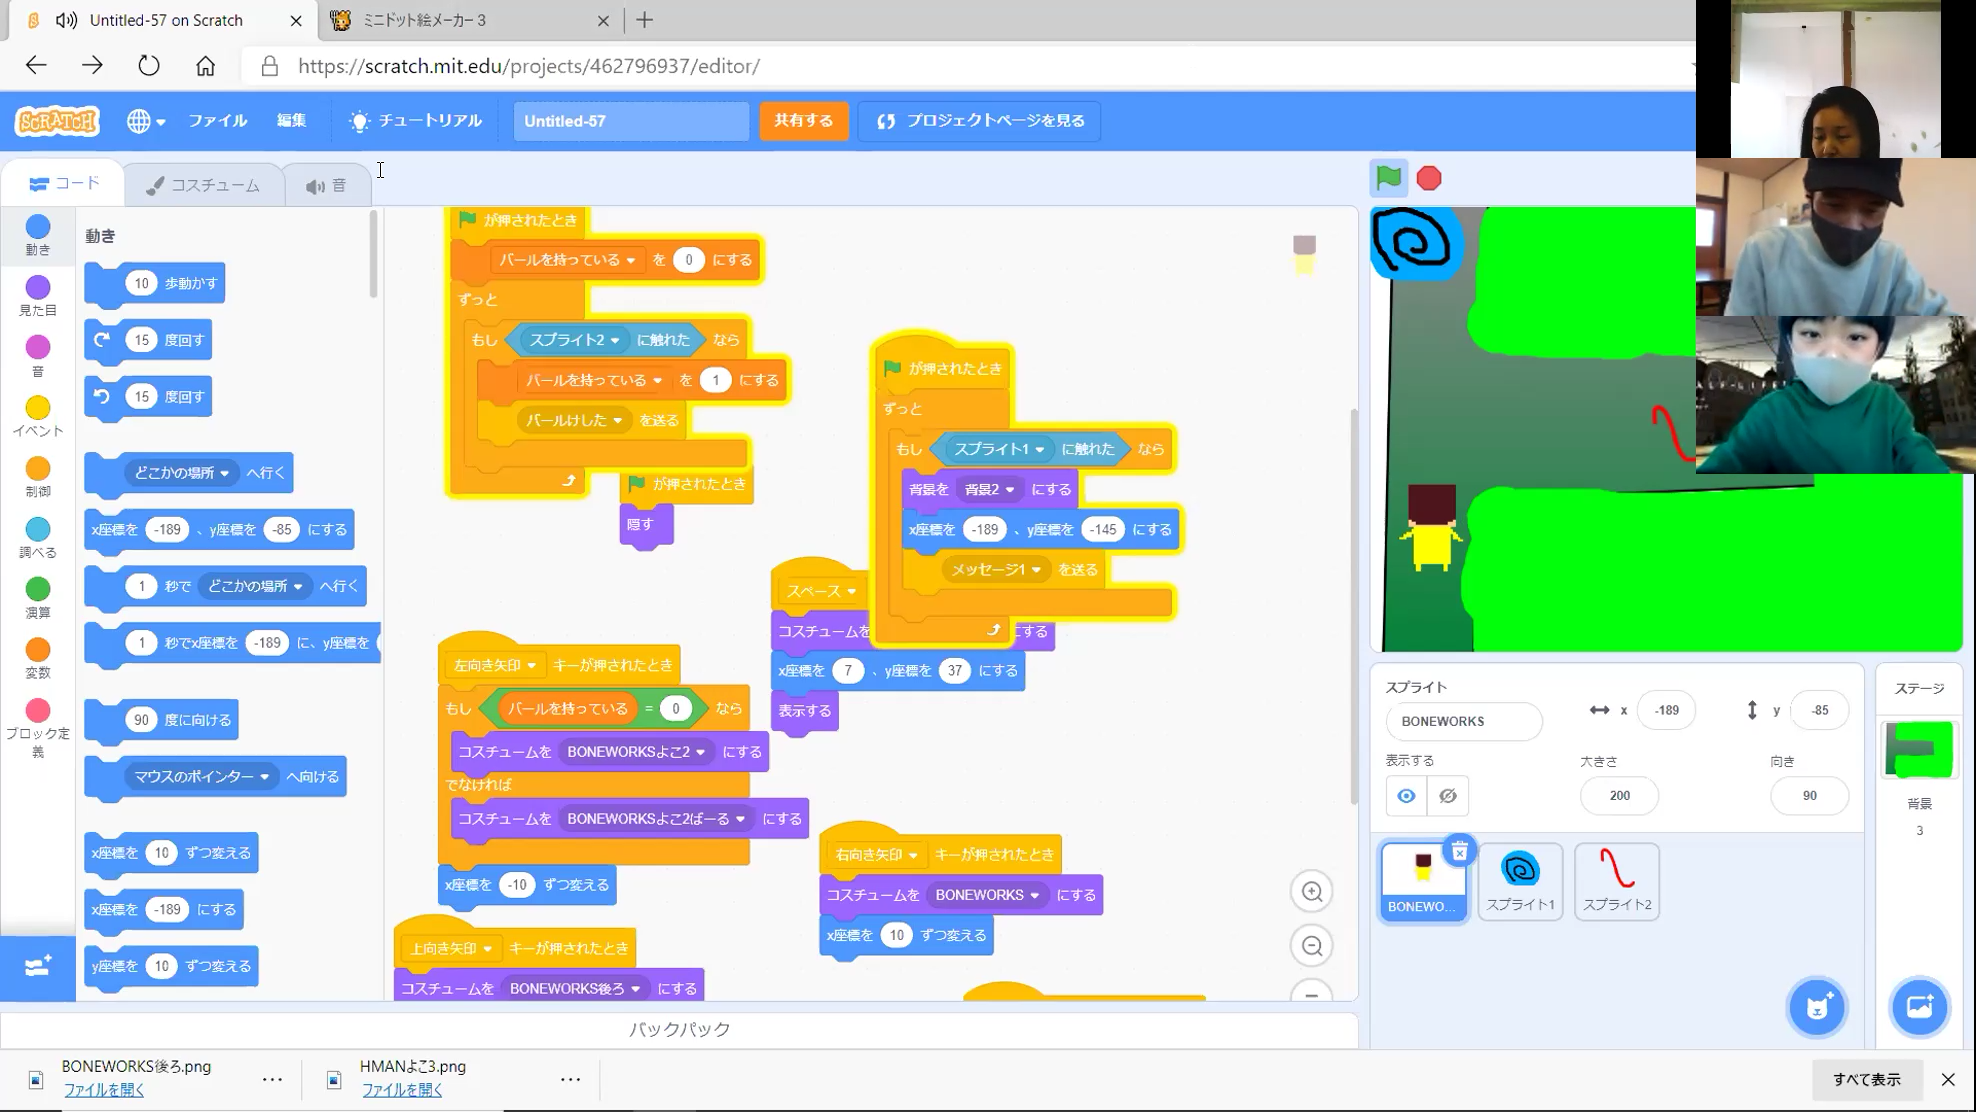 Untitled-57 on Scratch
ミニドット絵メーカー 3
https://scratch.mit.edu/projects/462796937/editor/
SCRATCH
ファイル
編集
チュートリアル
Untitled-57
共有する
プロジェクトページを見る
コード
コスチューム
音
動き
見た目
音
イベント
制御
調べる
演算
変数
ブロック定義
動き
10 歩動かす
15 度回す
15 度回す
どこかの場所 へ行く
x座標を -189 、y座標を -85 にする
1 秒で どこかの場所 へ行く
1 秒でx座標を -189 に、y座標を
90 度に向ける
マウスのポインター へ向ける
x座標を 10 ずつ変える
x座標を -189 にする
y座標を 10 ずつ変える
が押されたとき
バールを持っている を 0 にする
ずっと
もし スプライト2 に触れた なら
バールを持っている を 1 にする
バールけした を送る
が押されたとき
隠す
が押されたとき
ずっと
もし スプライト1 に触れた なら
背景を 背景2 にする
x座標を -189 、y座標を -145 にする
メッセージ1 を送る
スペース
コスチュームを にする
x座標を 7 、y座標を 37 にする
表示する
左向き矢印 キーが押されたとき
もし バールを持っている = 0 なら
コスチュームを BONEWORKSよこ2 にする
でなければ
コスチュームを BONEWORKSよこ2ばーる にする
x座標を -10 ずつ変える
右向き矢印 キーが押されたとき
コスチュームを BONEWORKS にする
x座標を 10 ずつ変える
上向き矢印 キーが押されたとき
コスチュームを BONEWORKS後ろ にする
スプライト
BONEWORKS
x -189
y -85
表示する
大きさ
200
向き
90
BONEWO...
スプライト1
スプライト2
ステージ
背景
3
バックパック
BONEWORKS後ろ.png
ファイルを開く
HMANよこ3.png
ファイルを開く
すべて表示